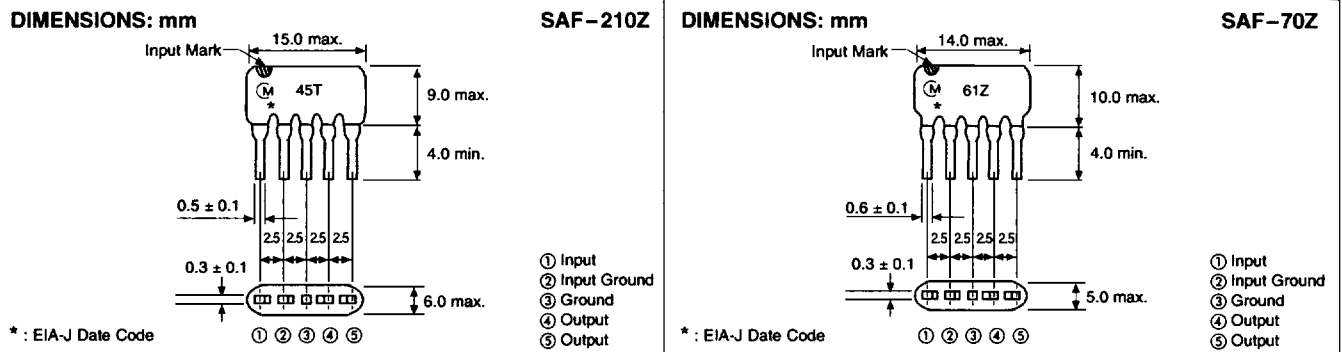 DIMENSIONS: mm
SAF-210Z
Input Mark
15.0 max.
M
45T
*
9.0 max.
4.0 min.
0.5 ± 0.1
2.5 2.5 2.5 2.5
0.3 ± 0.1
6.0 max.
① Input
② Input Ground
③ Ground
④ Output
⑤ Output
* : EIA-J Date Code
① ② ③ ④ ⑤
DIMENSIONS: mm
SAF-70Z
Input Mark
14.0 max.
M
61Z
*
10.0 max.
4.0 min.
0.6 ± 0.1
2.5 2.5 2.5 2.5
0.3 ± 0.1
5.0 max.
① Input
② Input Ground
③ Ground
④ Output
⑤ Output
* : EIA-J Date Code
① ② ③ ④ ⑤